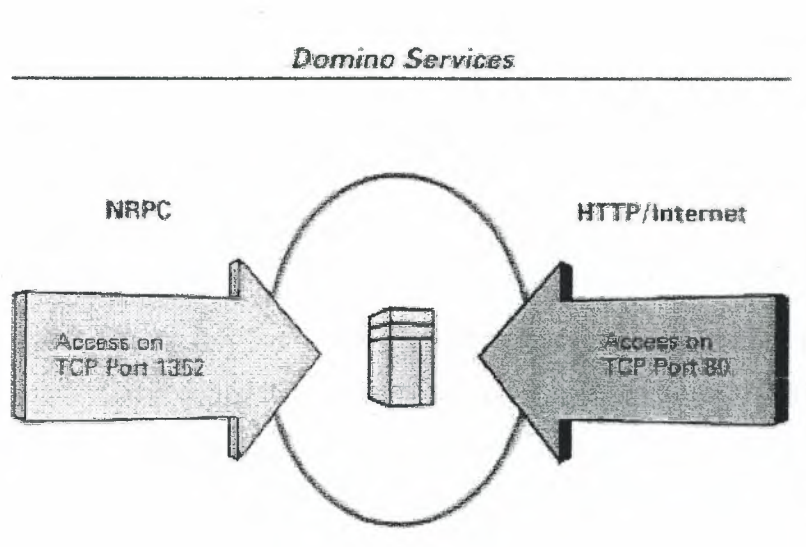 Domino Services
NRPC
HTTP/Internet
Access on
TCP Port 1352
Access on
TCP Port 80